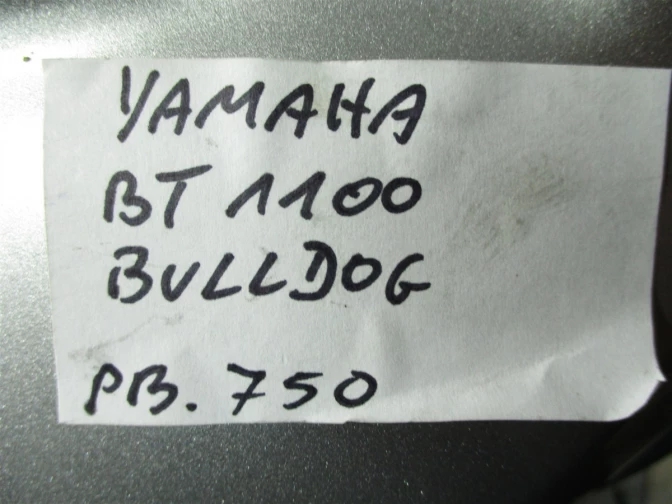 YAMAHA
BT 1100
BULLDOG
PB. 750